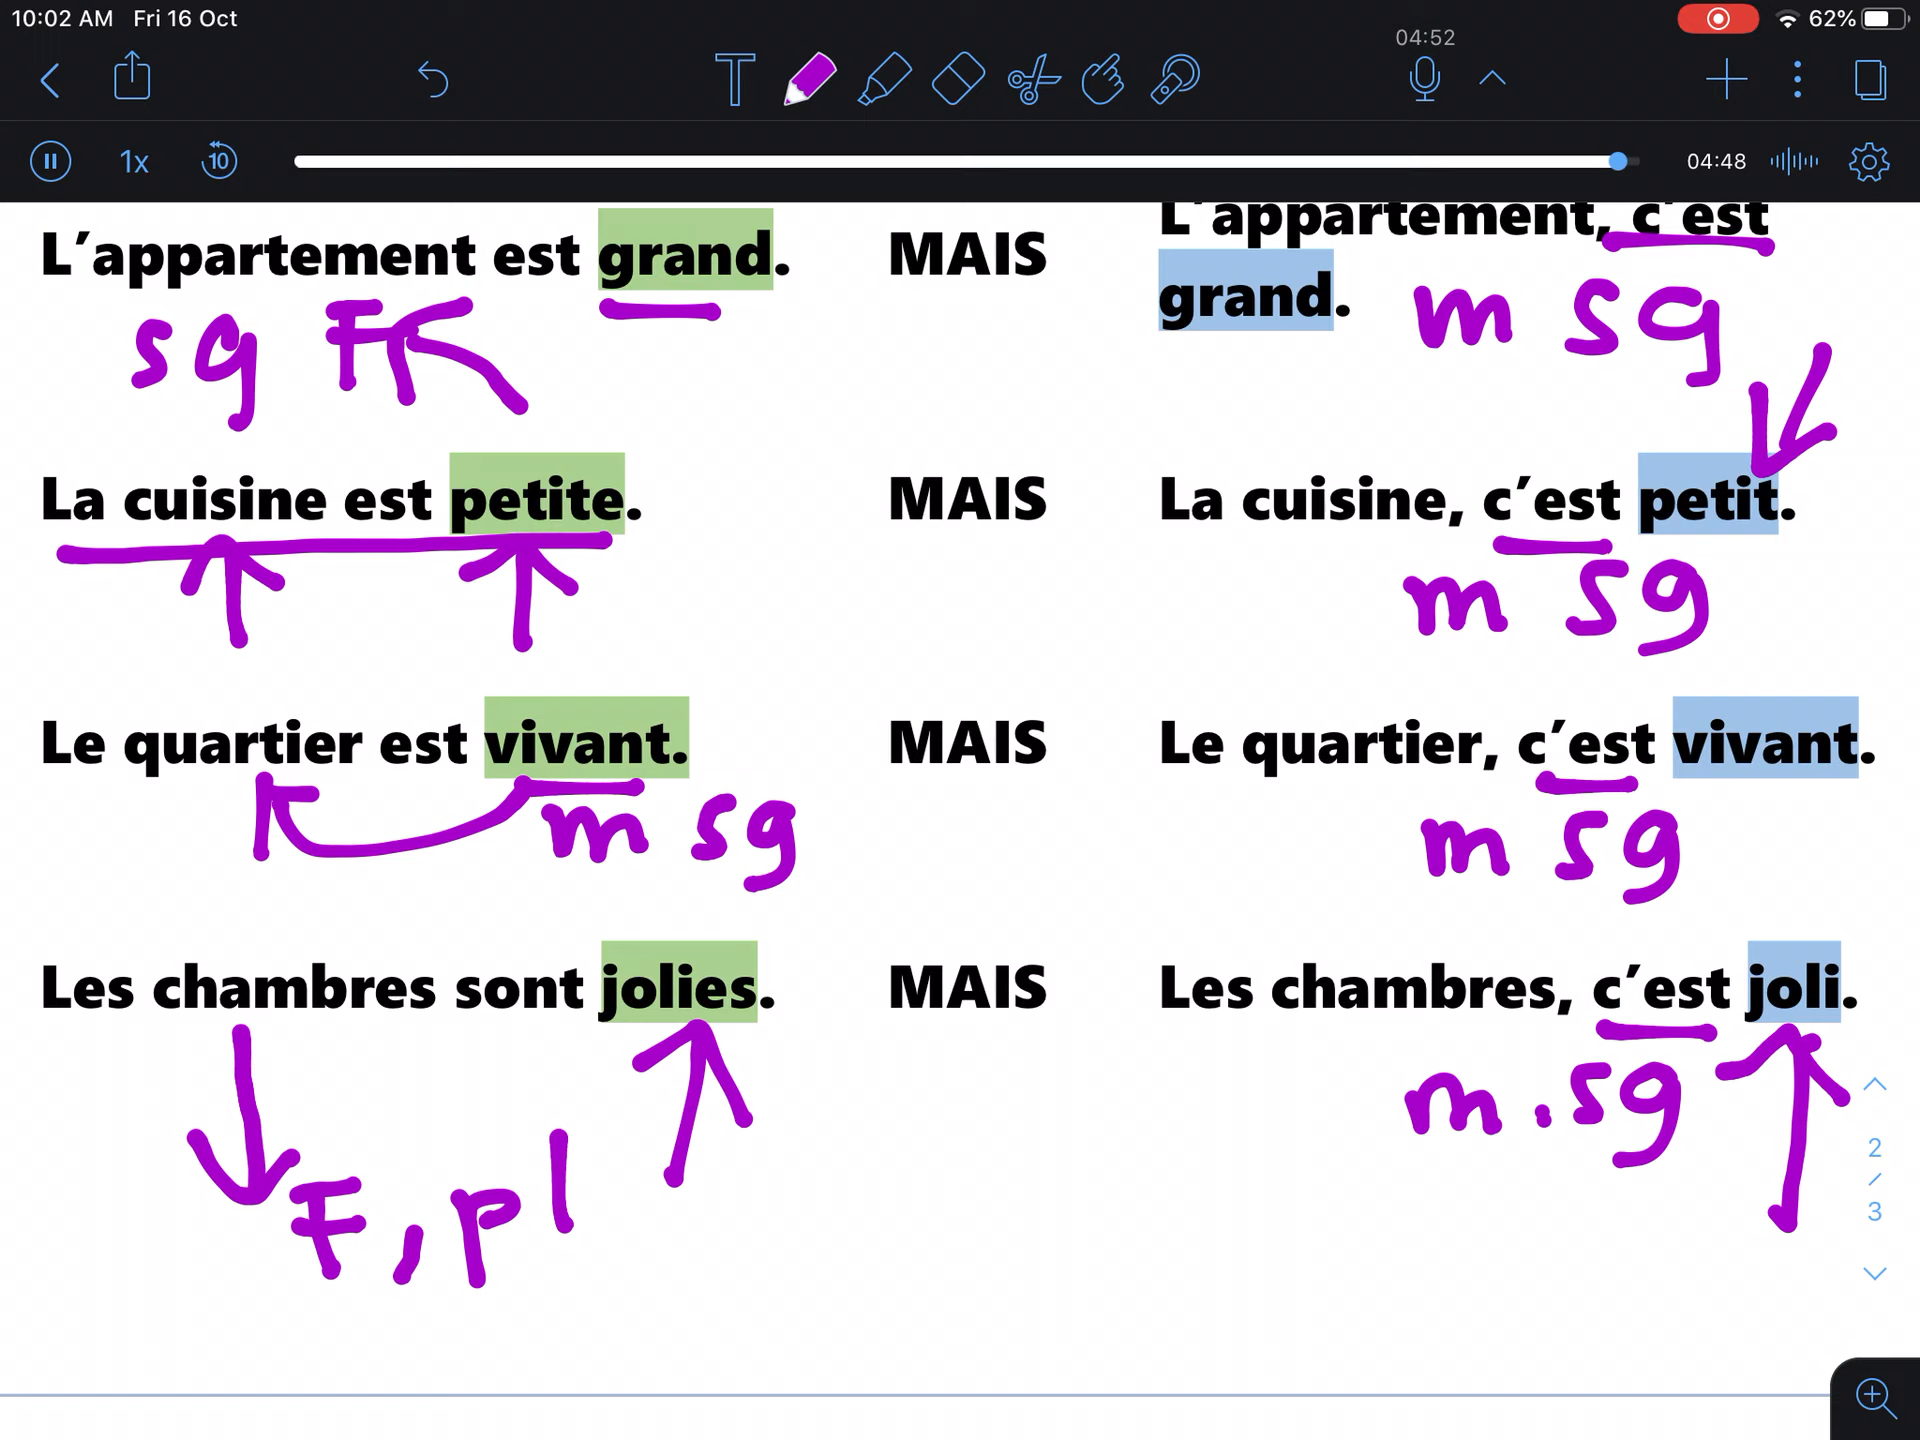 10:02 AM Fri 16 Oct 62%
04:52
1x 10 04:48
L'appartement est grand. MAIS L'appartement, c'est
grand.
sg F m sg
La cuisine est petite. MAIS La cuisine, c'est petit.
m sg
Le quartier est vivant. MAIS Le quartier, c'est vivant.
m sg m sg
Les chambres sont jolies. MAIS Les chambres, c'est joli.
m.sg
F, pl
2
/
3